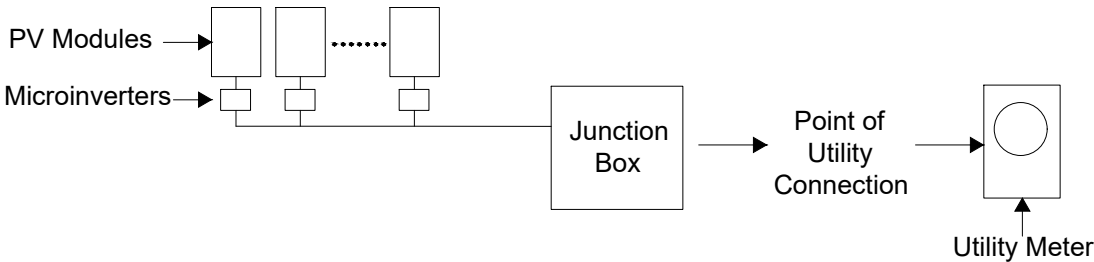 PV Modules
Microinverters
Junction
Box
Point of
Utility
Connection
Utility Meter